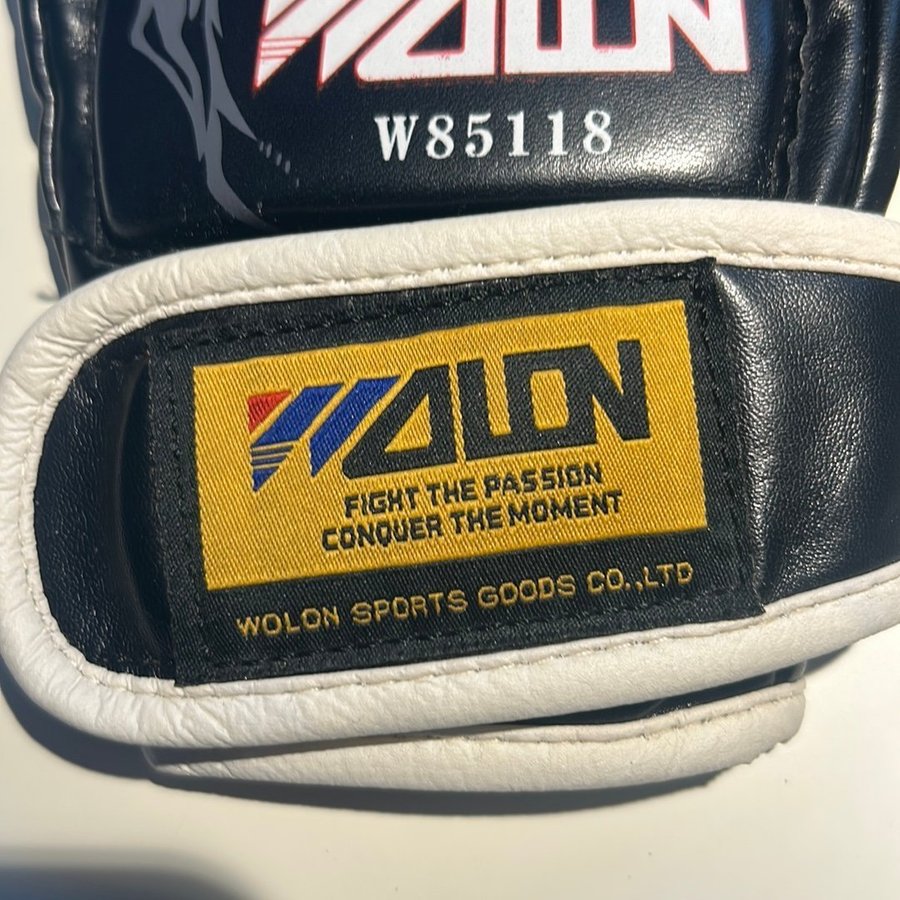 WOLON
W85118
WOLON
FIGHT THE PASSION
CONQUER THE MOMENT
WOLON SPORTS GOODS CO.,LTD